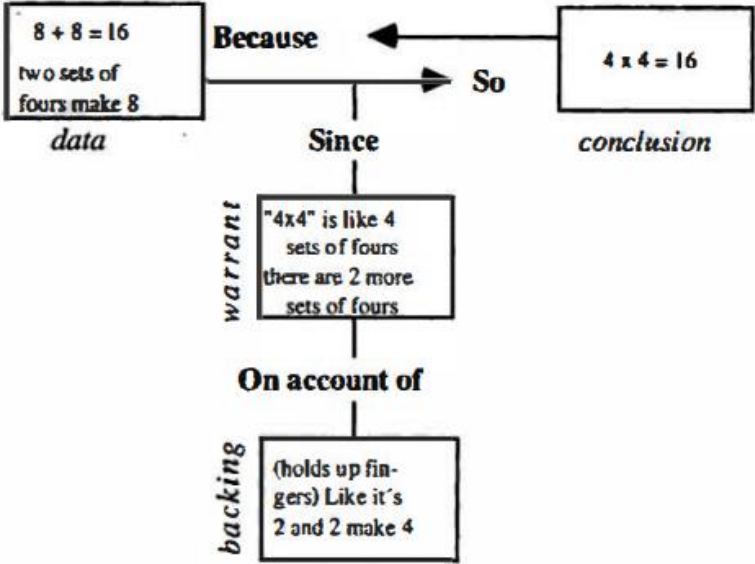 8 + 8 = 16
two sets of
fours make 8
data
Because
So
4 x 4 = 16
conclusion
Since
warrant
"4x4" is like 4
sets of fours
there are 2 more
sets of fours
On account of
backing
(holds up fin-
gers) Like it´s
2 and 2 make 4